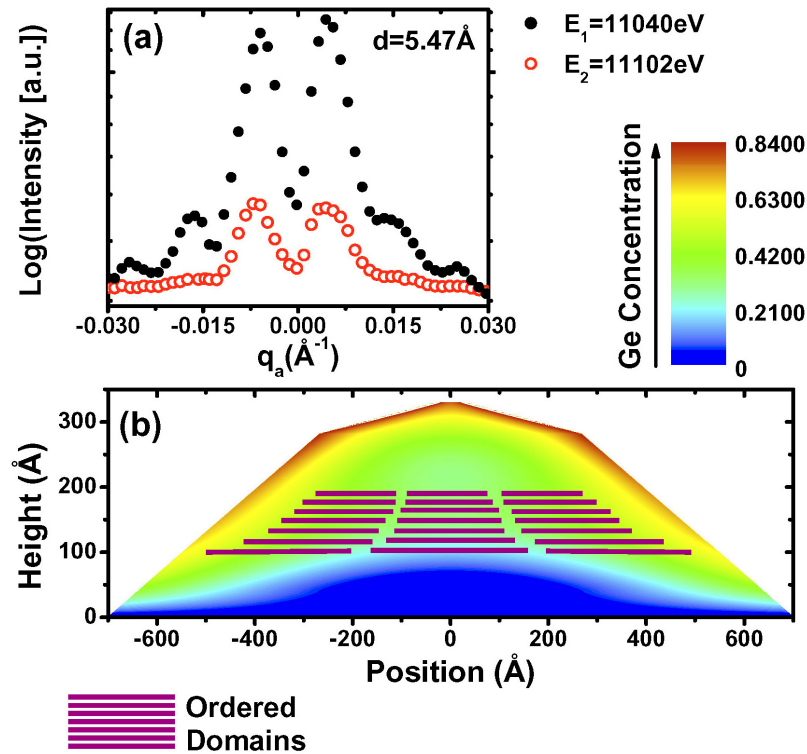 (a)
d=5.47Å
E1=11040eV
E2=11102eV
Log(Intensity [a.u.])
-0.030 -0.015 0.000 0.015 0.030
qa(Å-1)
Ge Concentration
0.8400
0.6300
0.4200
0.2100
0
(b)
Height (Å)
300
200
100
0
-600 -400 -200 0 200 400 600
Position (Å)
Ordered
Domains